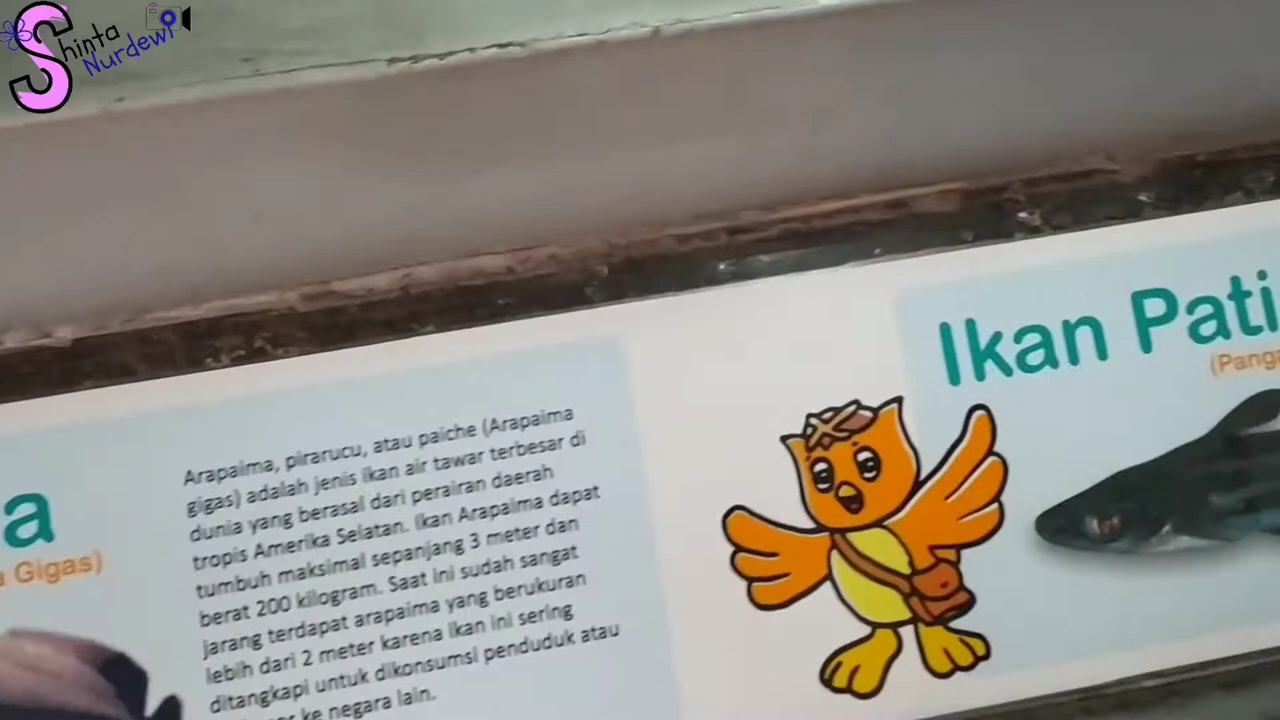 Shinta
Nurdewi
a
Gigas)
Arapaima, pirarucu, atau paiche (Arapaima
gigas) adalah jenis ikan air tawar terbesar di
dunia yang berasal dari perairan daerah
tropis Amerika Selatan. Ikan Arapaima dapat
tumbuh maksimal sepanjang 3 meter dan
berat 200 kilogram. Saat ini sudah sangat
jarang terdapat arapaima yang berukuran
lebih dari 2 meter karena ikan ini sering
ditangkapi untuk dikonsumsi penduduk atau
ke negara lain.
Ikan Pati
(Panga